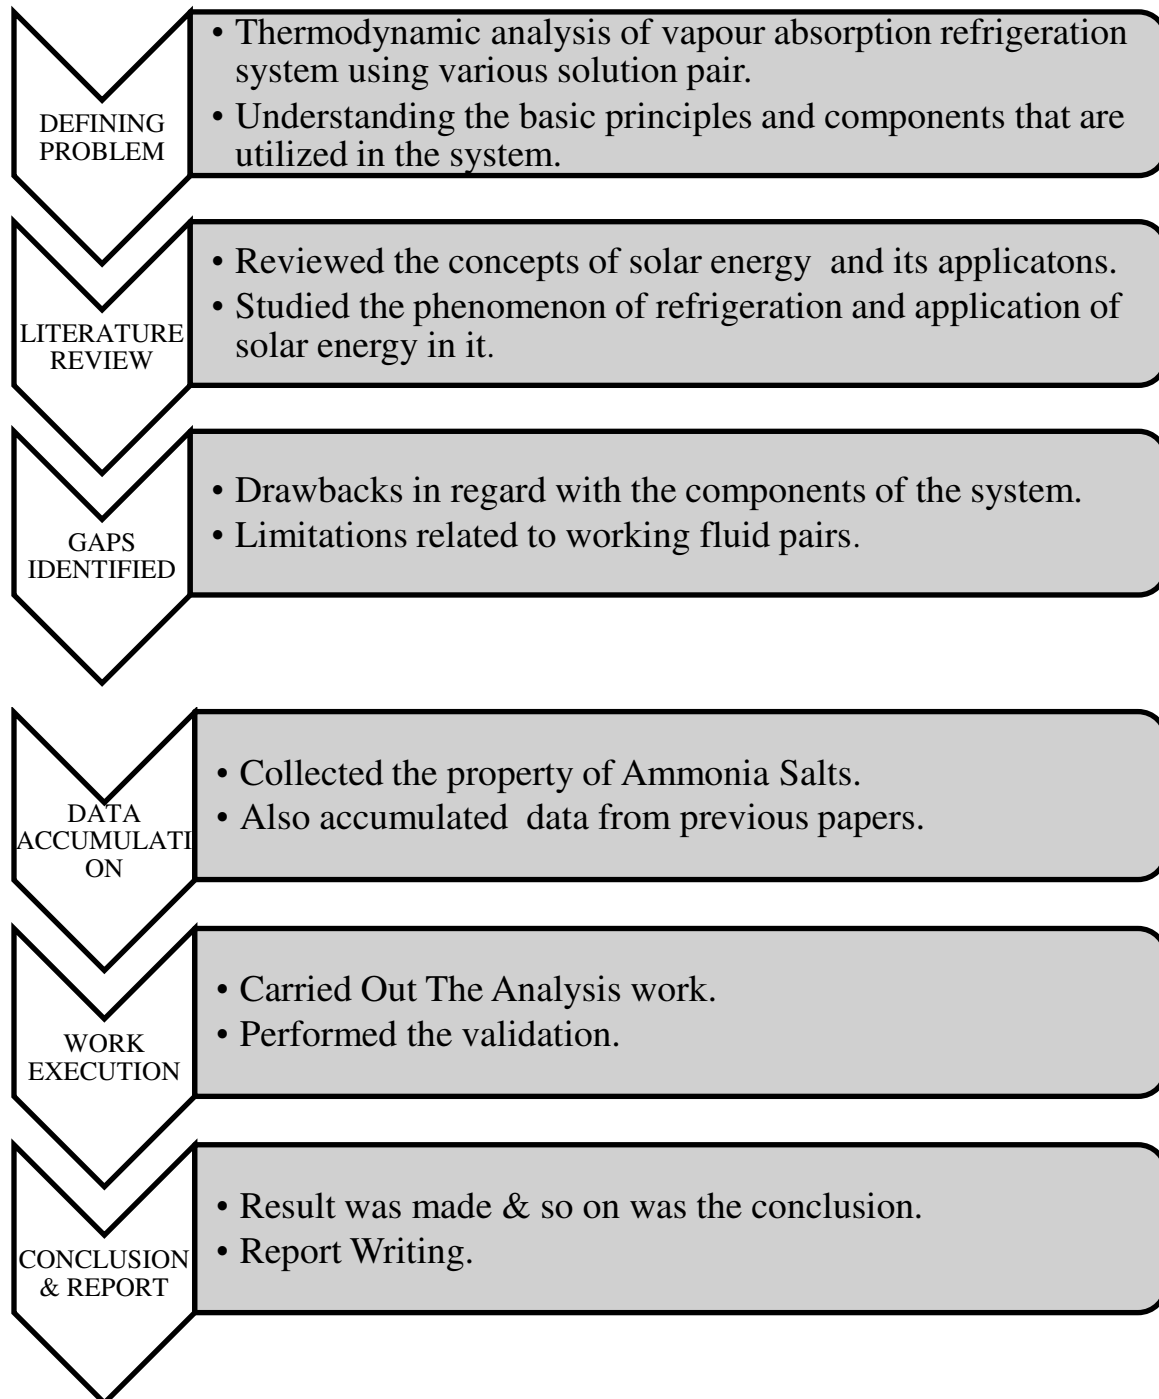 DEFINING
PROBLEM
• Thermodynamic analysis of vapour absorption refrigeration
system using various solution pair.
• Understanding the basic principles and components that are
utilized in the system.
LITERATURE
REVIEW
• Reviewed the concepts of solar energy  and its applicatons.
• Studied the phenomenon of refrigeration and application of
solar energy in it.
GAPS
IDENTIFIED
• Drawbacks in regard with the components of the system.
• Limitations related to working fluid pairs.
DATA
ACCUMULATI
ON
• Collected the property of Ammonia Salts.
• Also accumulated  data from previous papers.
WORK
EXECUTION
• Carried Out The Analysis work.
• Performed the validation.
CONCLUSION
& REPORT
• Result was made & so on was the conclusion.
• Report Writing.